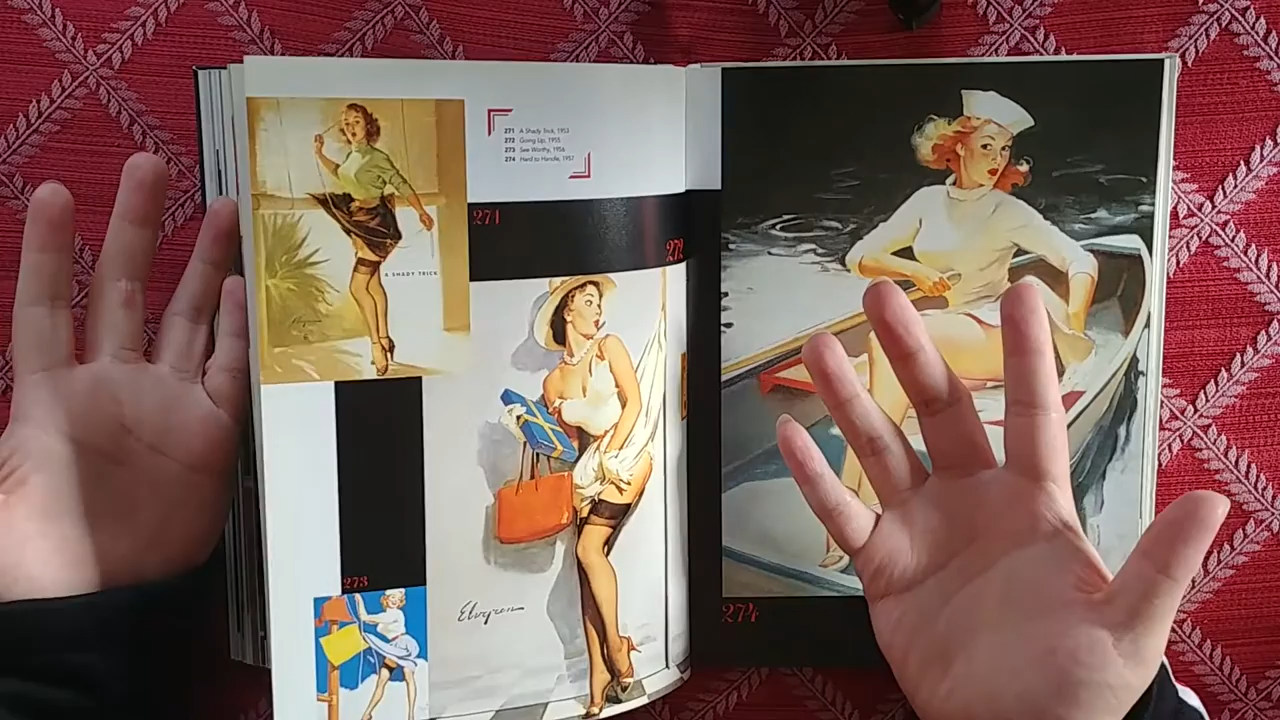 271 A Shady Trick, 1953
272 Going Up, 1955
273 See Worthy, 1956
274 Hard to Handle, 1957
271
272
A SHADY TRICK
Elvgren
Elvgren
273
274